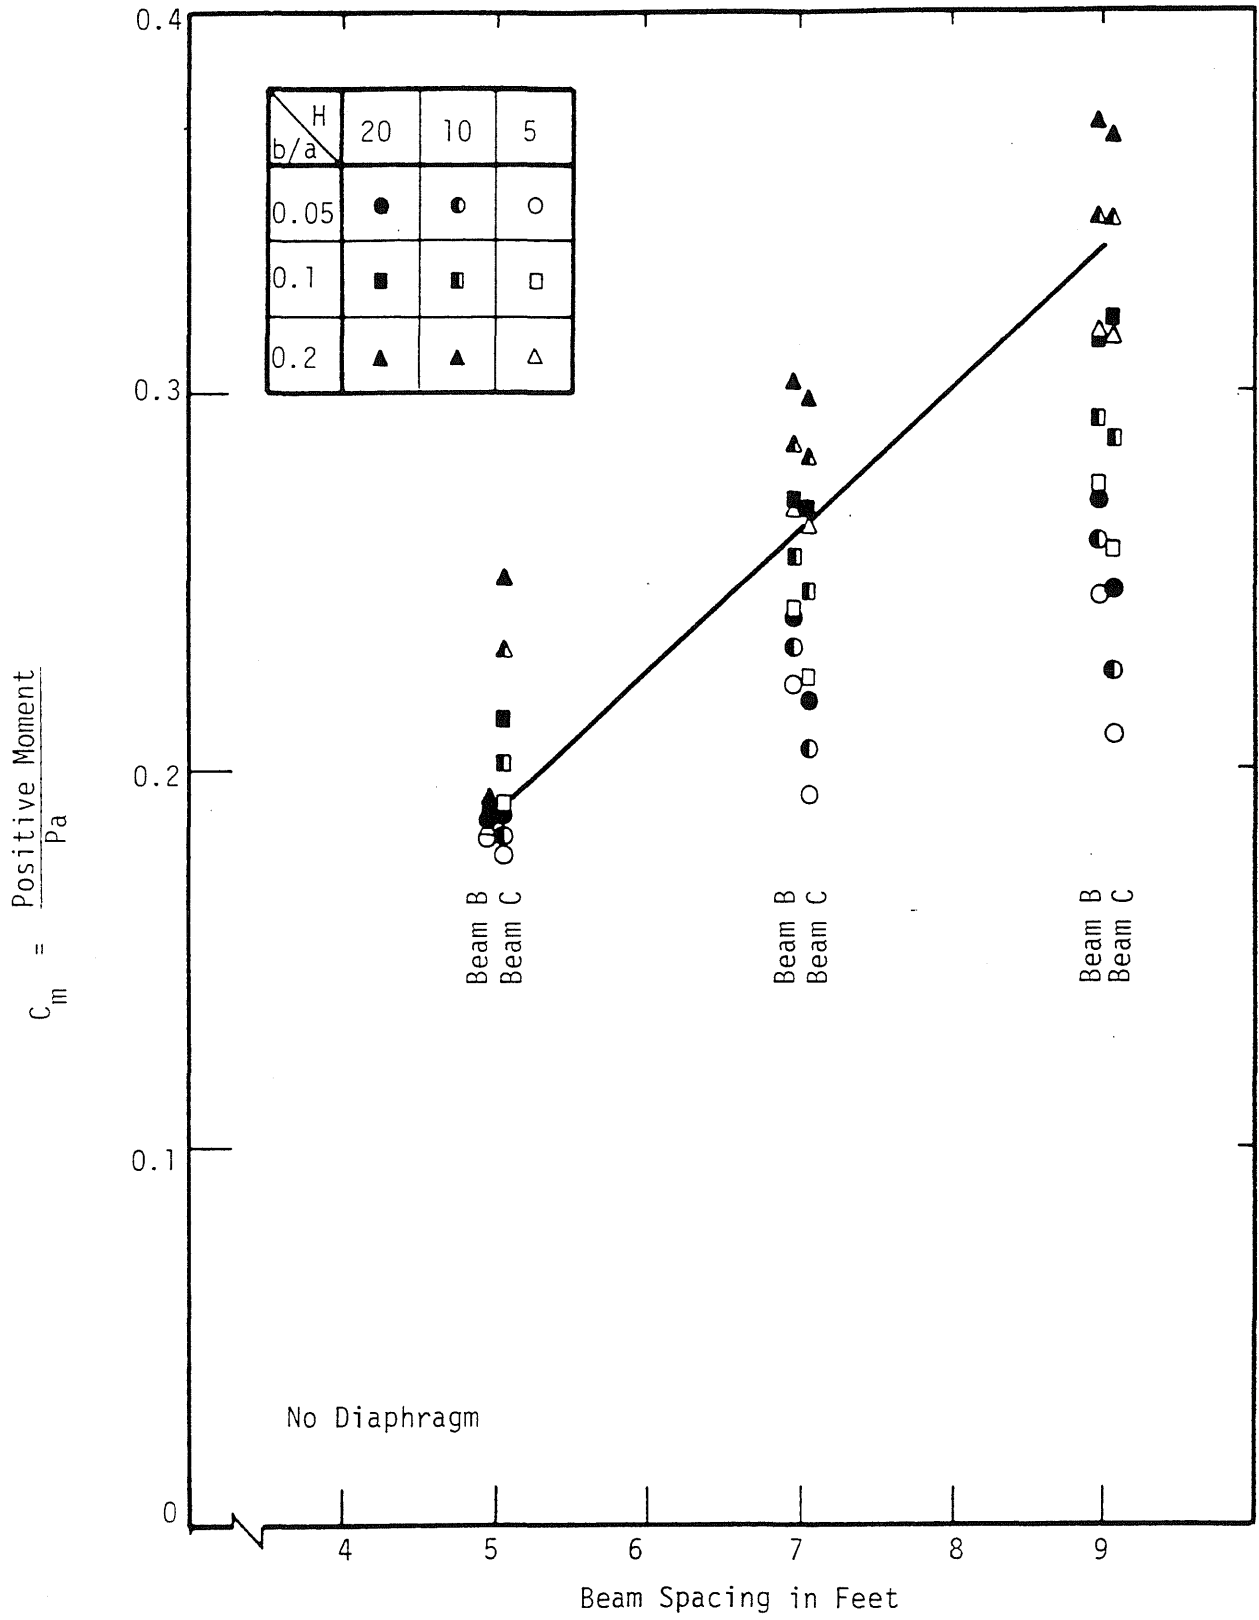 0.4
H
b/a
20 10 5
0.05
0.1
0.2
0.3
0.2
0.1
0
C_m = Positive Moment
Pa
Beam B
Beam C
Beam B
Beam C
Beam B
Beam C
No Diaphragm
4 5 6 7 8 9
Beam Spacing in Feet